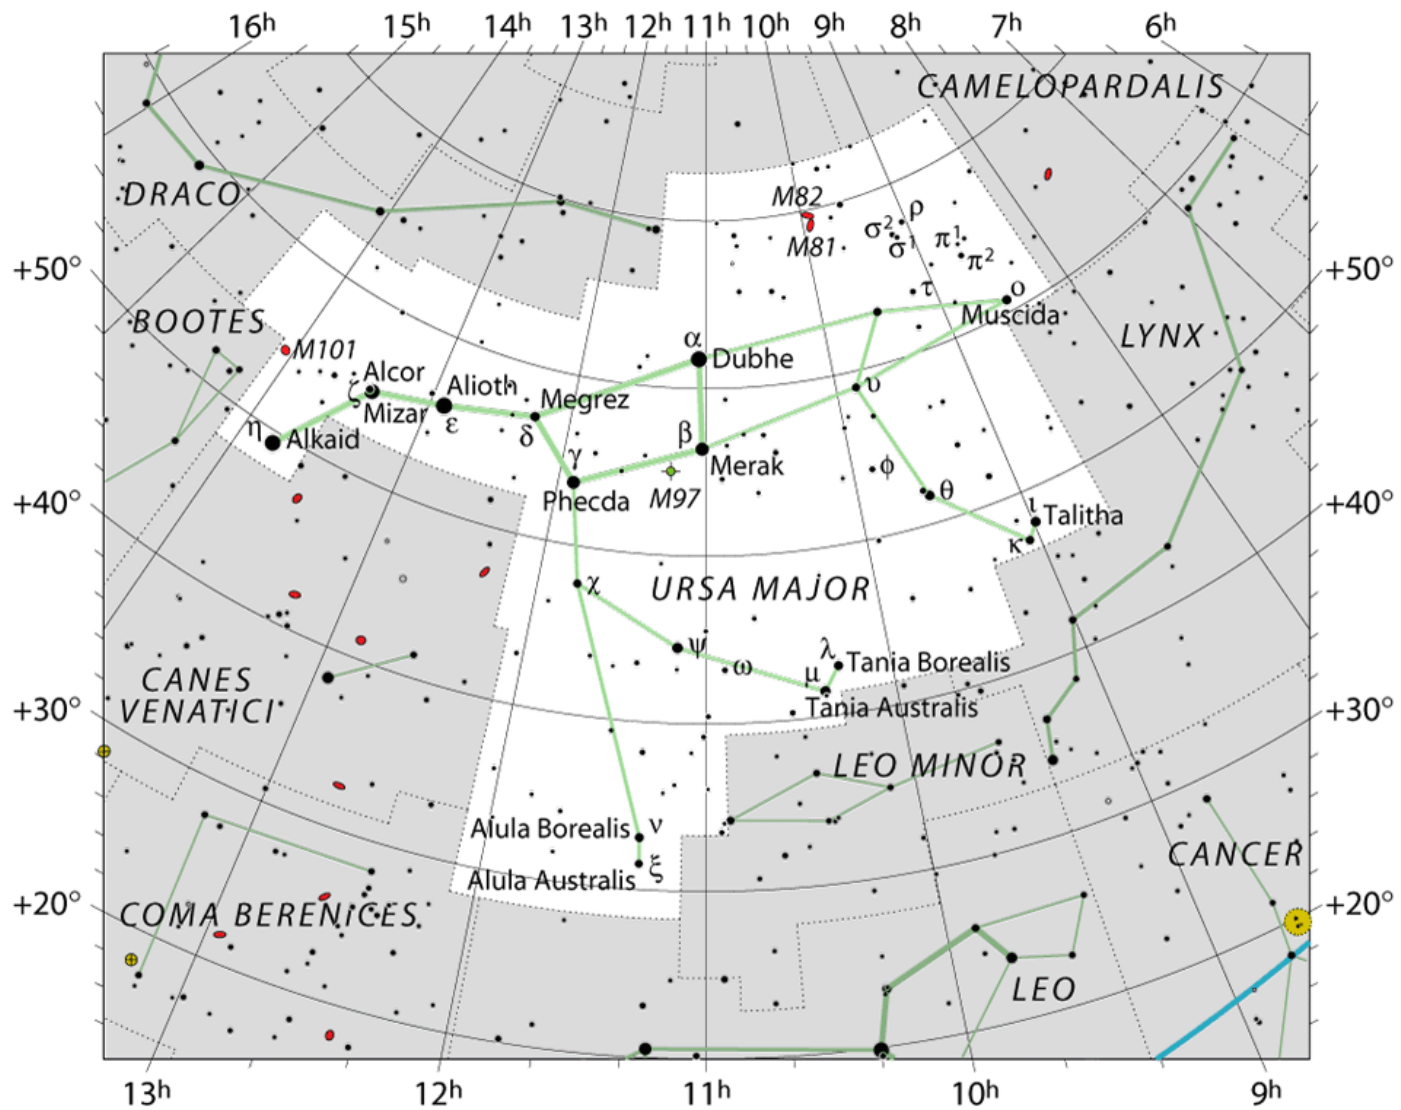 16h 15h 14h 13h 12h 11h 10h 9h 8h 7h 6h
CAMELOPARDALIS
DRACO
M82
M81
ρ
σ² σ¹ π¹ π²
+50° +50°
τ ο
Muscida
BOOTES
LYNX
M101
α
Dubhe
Alcor
ζ
Mizar
Alioth
ε
Megrez
δ
υ
η Alkaid
β
Merak
γ
Phecda
M97
φ
θ
+40° +40°
ι Talitha
κ
χ
URSA MAJOR
ψ ω
λ Tania Borealis
μ
Tania Australis
CANES
VENATICI
+30° +30°
LEO MINOR
Alula Borealis ν
Alula Australis ξ
CANCER
+20° +20°
COMA BERENICES
LEO
13h 12h 11h 10h 9h